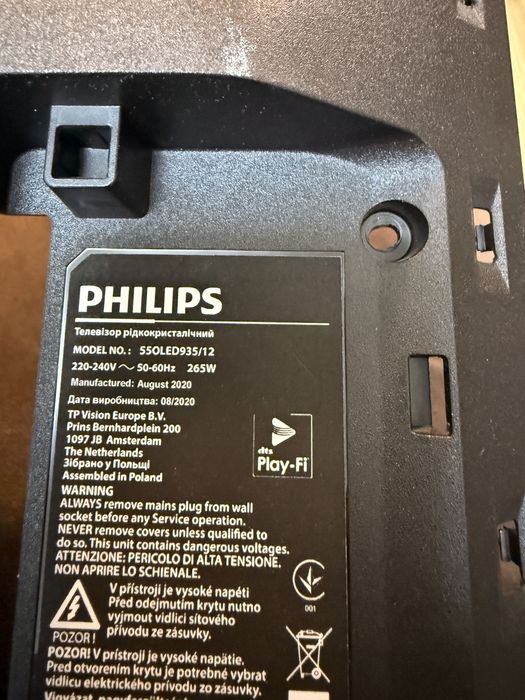 PHILIPS
Телевізор рідкокристалічний
MODEL NO.: 55OLED935/12
220-240V ~ 50-60Hz 265W
Manufactured: August 2020
Дата виробництва: 08/2020
TP Vision Europe B.V.
Prins Bernhardplein 200
1097 JB Amsterdam
The Netherlands
Зібрано у Польщі
Assembled in Poland
dts
Play-Fi
WARNING
ALWAYS remove mains plug from wall
socket before any Service operation.
NEVER remove covers unless qualified to
do so. This unit contains dangerous voltages.
ATTENZIONE: PERICOLO DI ALTA TENSIONE.
NON APRIRE LO SCHIENALE.
V přístroji je vysoké napětí
Před odejmutím krytu nutno
vyjmout vidlici síťového
přívodu ze zásuvky.
POZOR!
001
POZOR! V prístroji je vysoké napätie.
Pred otvorením krytu je potrebné vybrat
vidlicu elektrického prívodu zo zásuvky.